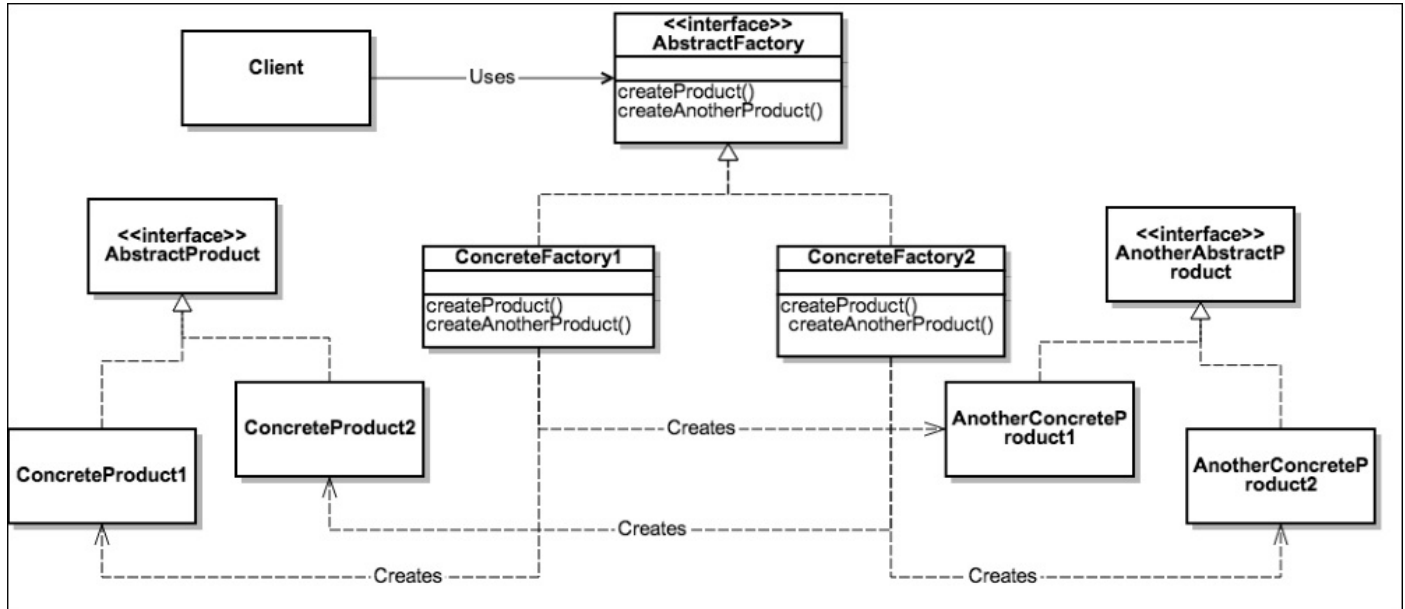 <<interface>>
AbstractFactory
Client
Uses
createProduct()
createAnotherProduct()
<<interface>>
AbstractProduct
ConcreteFactory1
createProduct()
createAnotherProduct()
ConcreteFactory2
createProduct()
createAnotherProduct()
<<interface>>
AnotherAbstractP
roduct
ConcreteProduct1
ConcreteProduct2
Creates
AnotherConcreteP
roduct1
AnotherConcreteP
roduct2
Creates
Creates
Creates